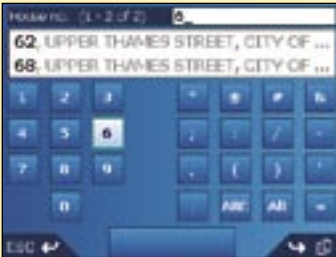 House no. (1 - 2 of 2) 6_
62, UPPER THAMES STREET, CITY OF ...
68, UPPER THAMES STREET, CITY OF ...
1 2 3
4 5 6 ; : / -
7 8 9 , ( ) '
0 ABC ÀÜ =
ESC